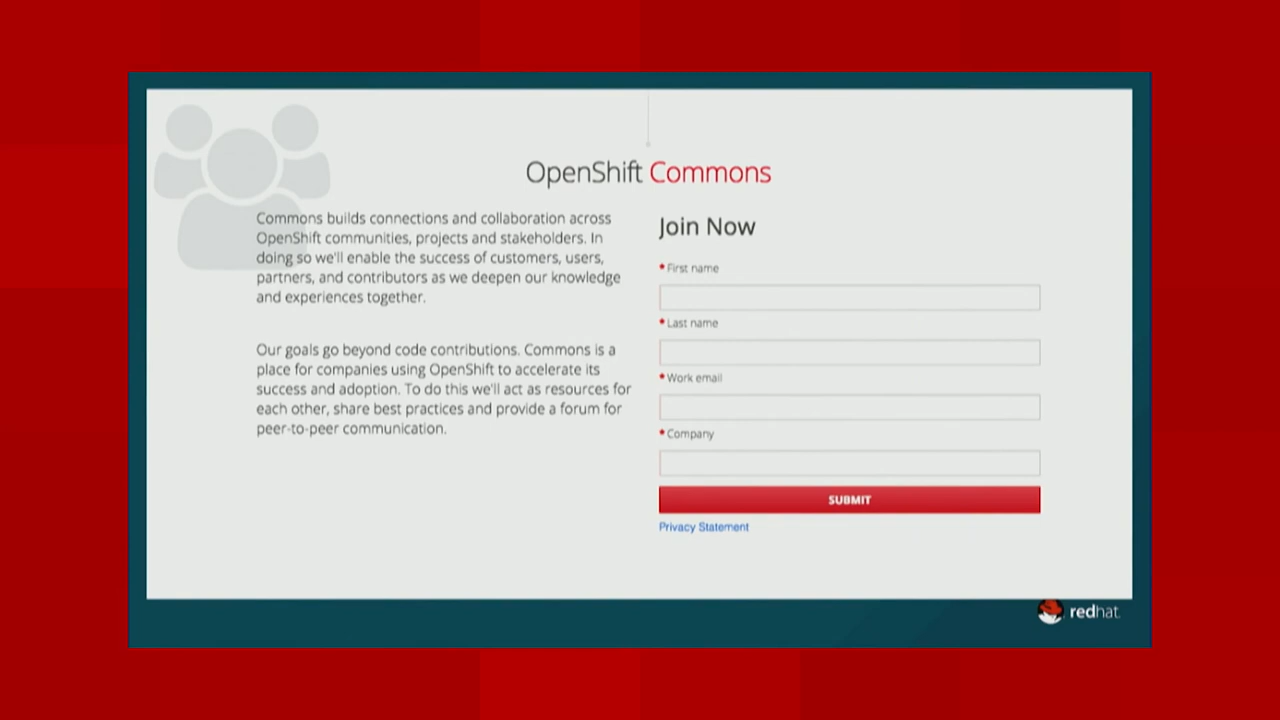 OpenShift Commons
Commons builds connections and collaboration across
OpenShift communities, projects and stakeholders. In
doing so we'll enable the success of customers, users,
partners, and contributors as we deepen our knowledge
and experiences together.
Our goals go beyond code contributions. Commons is a
place for companies using OpenShift to accelerate its
success and adoption. To do this we'll act as resources for
each other, share best practices and provide a forum for
peer-to-peer communication.
Join Now
* First name
* Last name
* Work email
* Company
SUBMIT
Privacy Statement
redhat